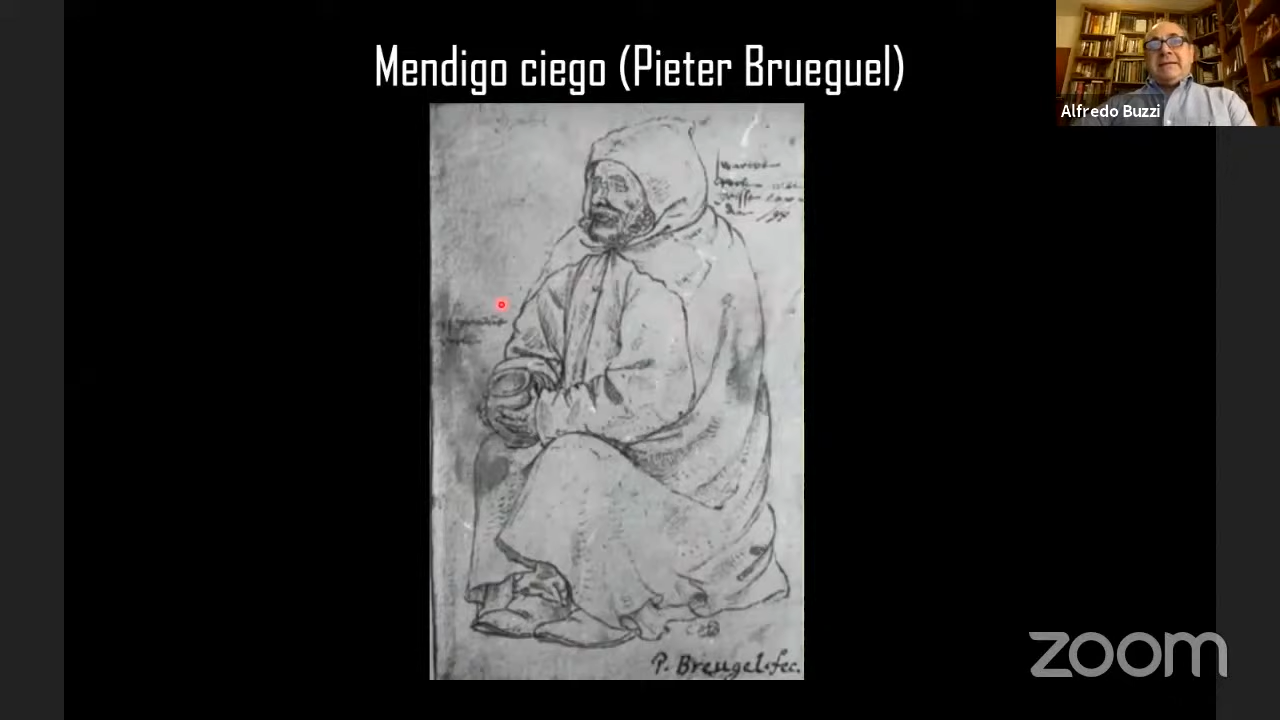 Mendigo ciego (Pieter Brueguel)
Alfredo Buzzi
P. Breugel.fec.
zoom